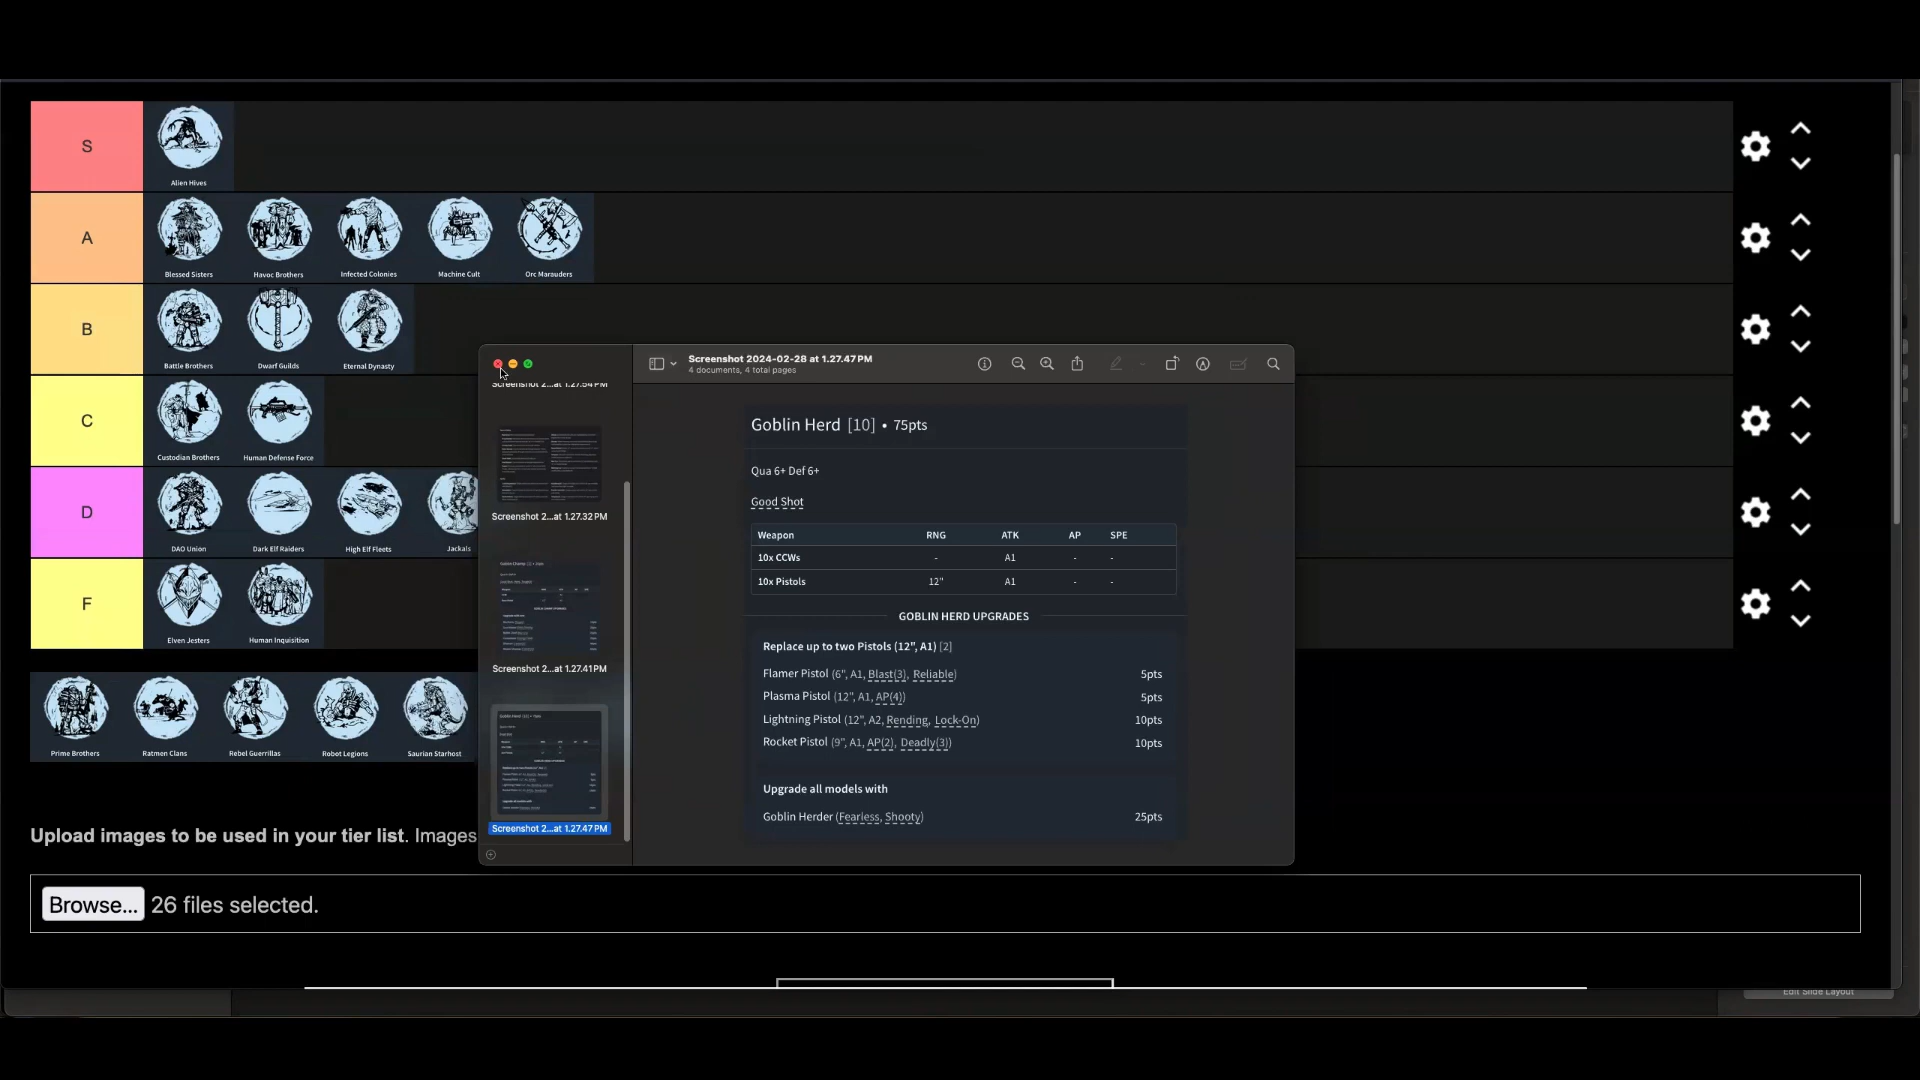 S
Alien Hives
A
Blessed Sisters
Havoc Brothers
Infected Colonies
Machine Cult
Orc Marauders
B
Battle Brothers
Dwarf Guilds
Eternal Dynasty
C
Custodian Brothers
Human Defense Force
D
DAO Union
Dark Elf Raiders
High Elf Fleets
Jackals
F
Elven Jesters
Human Inquisition
Prime Brothers
Ratmen Clans
Rebel Guerrillas
Robot Legions
Saurian Starhost
Upload images to be used in your tier list. Images
Browse... 26 files selected.
Screenshot 2...at 1.27.54 PM
Screenshot 2...at 1.27.32 PM
Screenshot 2...at 1.27.41 PM
Screenshot 2...at 1.27.47 PM
Screenshot 2024-02-28 at 1.27.47 PM
4 documents, 4 total pages
Goblin Herd [10] • 75pts
Qua 6+ Def 6+
Good Shot
Weapon RNG ATK AP SPE
10x CCWs - A1 - -
10x Pistols 12" A1 - -
GOBLIN HERD UPGRADES
Replace up to two Pistols (12", A1) [2]
Flamer Pistol (6", A1, Blast(3), Reliable) 5pts
Plasma Pistol (12", A1, AP(4)) 5pts
Lightning Pistol (12", A2, Rending, Lock-On) 10pts
Rocket Pistol (9", A1, AP(2), Deadly(3)) 10pts
Upgrade all models with
Goblin Herder (Fearless, Shooty) 25pts
Edit Slide Layout